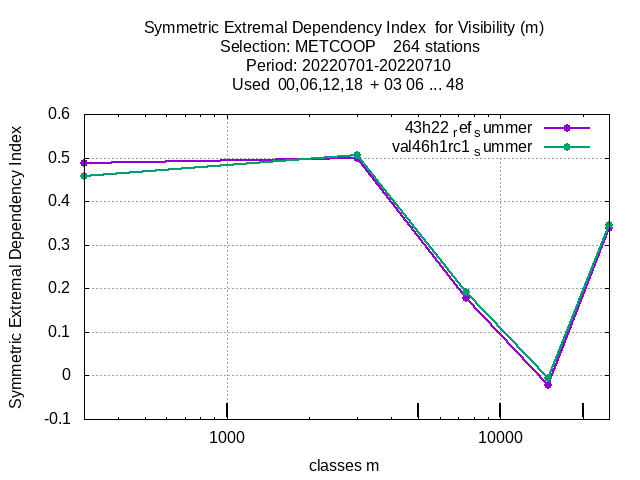 Symmetric Extremal Dependency Index for Visibility (m)
Selection: METCOOP 264 stations
Period: 20220701-20220710
Used 00,06,12,18 + 03 06 ... 48
43h22_ref_summer
val46h1rc1_summer
Symmetric Extremal Dependency Index
0.6
0.5
0.4
0.3
0.2
0.1
0
-0.1
1000
10000
classes m